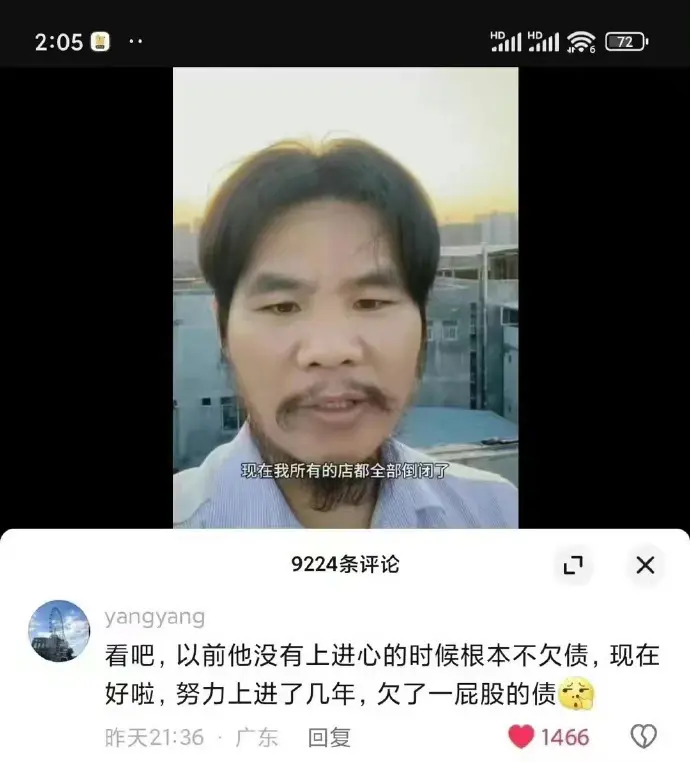 2:05
HD
HD
6
72
现在我所有的店都全部倒闭了
9224条评论
yangyang
看吧，以前他没有上进心的时候根本不欠债，现在
好啦，努力上进了几年，欠了一屁股的债
昨天21:36 · 广东 回复
1466